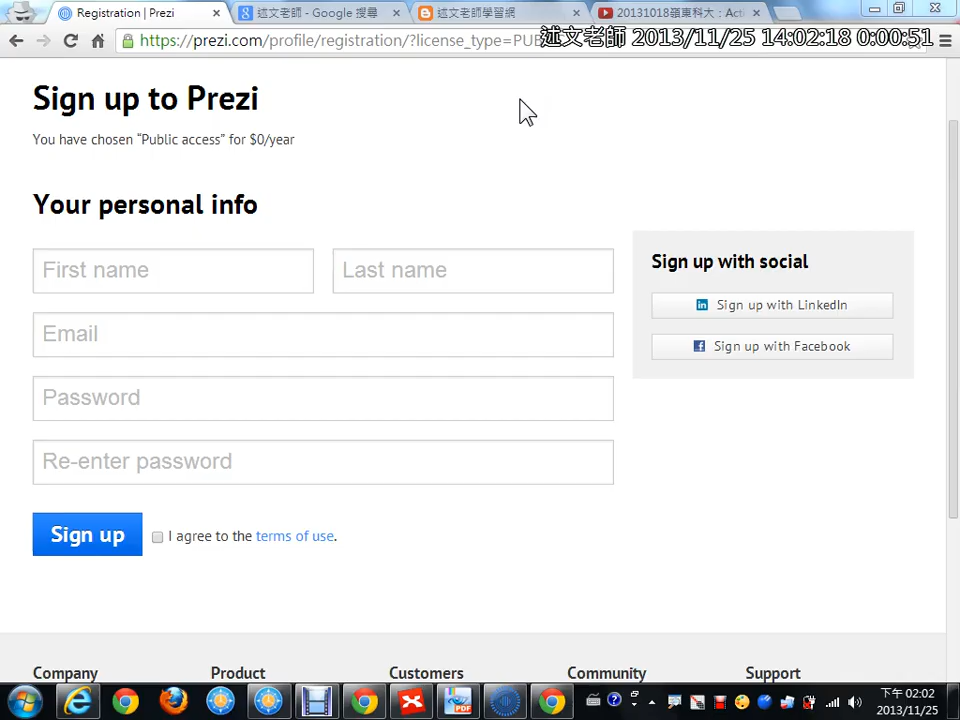 Registration | Prezi
述文老師 - Google 搜尋
述文老師學習網
20131018嶺東科大：Acti
https://prezi.com/profile/registration/?license_type=PU
述文老師 2013/11/25 14:02:18 0:00:51
Sign up to Prezi
You have chosen “Public access” for $0/year
Your personal info
First name
Last name
Sign up with social
Sign up with LinkedIn
Email
Sign up with Facebook
Password
Re-enter password
Sign up
I agree to the terms of use.
Company
Product
Customers
Community
Support
下午 02:02
2013/11/25